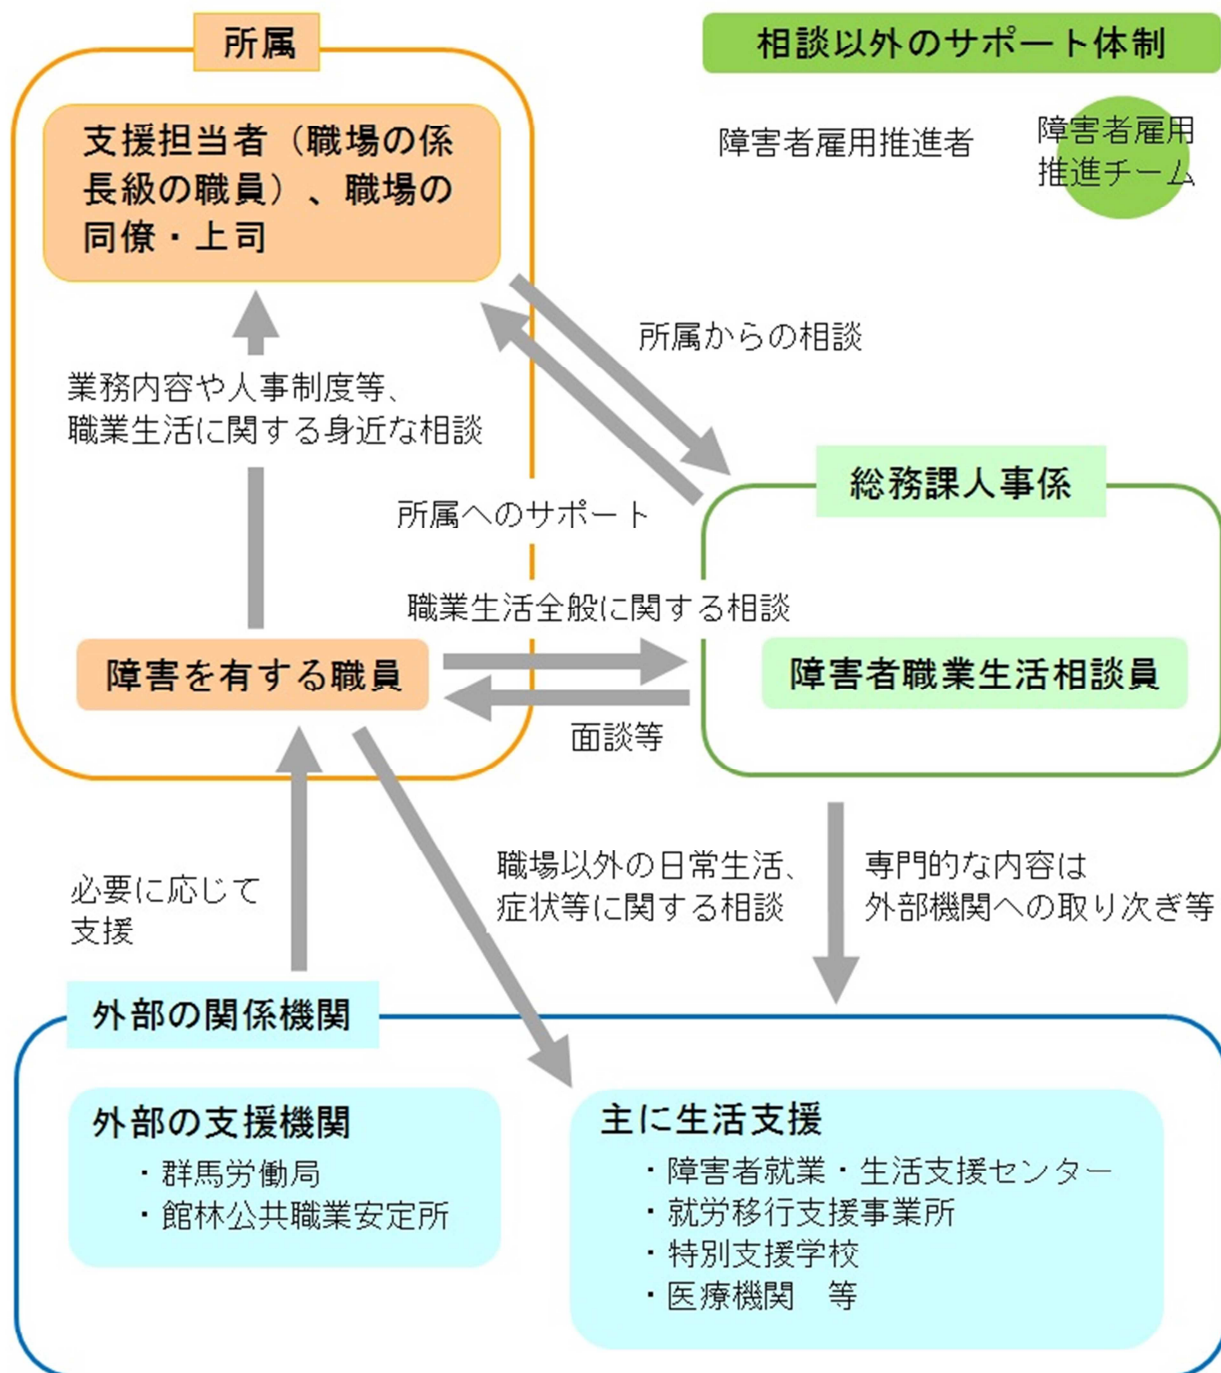 所属
支援担当者（職場の係
長級の職員）、職場の
同僚・上司
相談以外のサポート体制
障害者雇用推進者
障害者雇用
推進チーム
所属からの相談
業務内容や人事制度等、
職業生活に関する身近な相談
所属へのサポート
総務課人事係
職業生活全般に関する相談
障害を有する職員
障害者職業生活相談員
面談等
必要に応じて
支援
職場以外の日常生活、
症状等に関する相談
専門的な内容は
外部機関への取り次ぎ等
外部の関係機関
外部の支援機関
・群馬労働局
・館林公共職業安定所
主に生活支援
・障害者就業・生活支援センター
・就労移行支援事業所
・特別支援学校
・医療機関　等